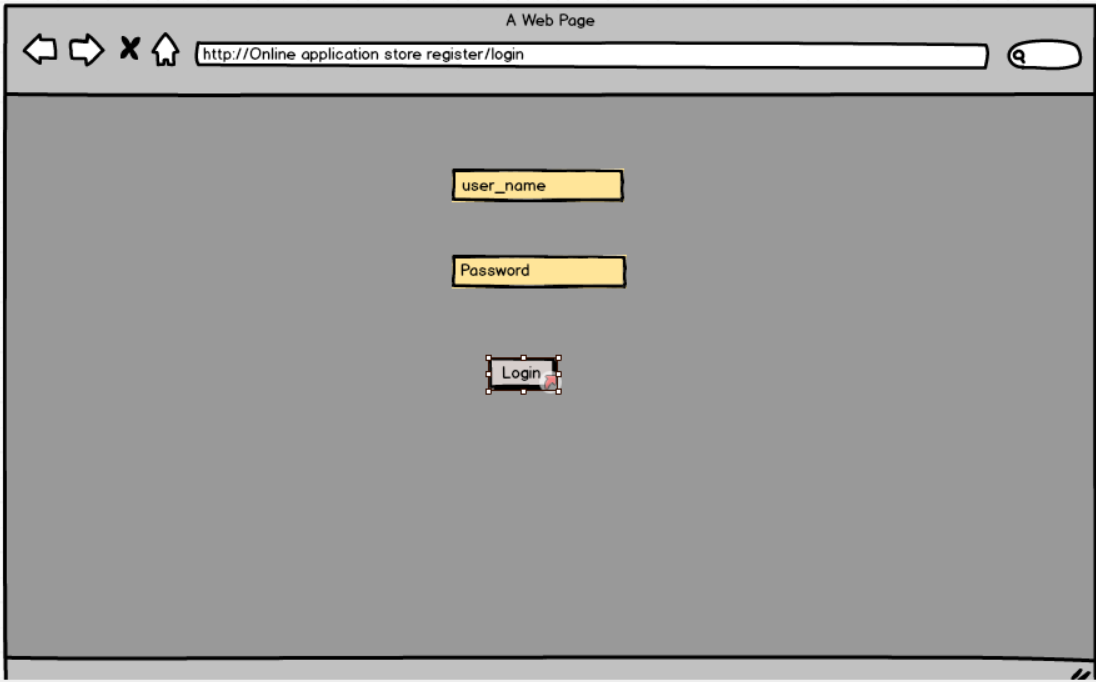 A Web Page
http://Online application store register/login
user_name
Password
Login